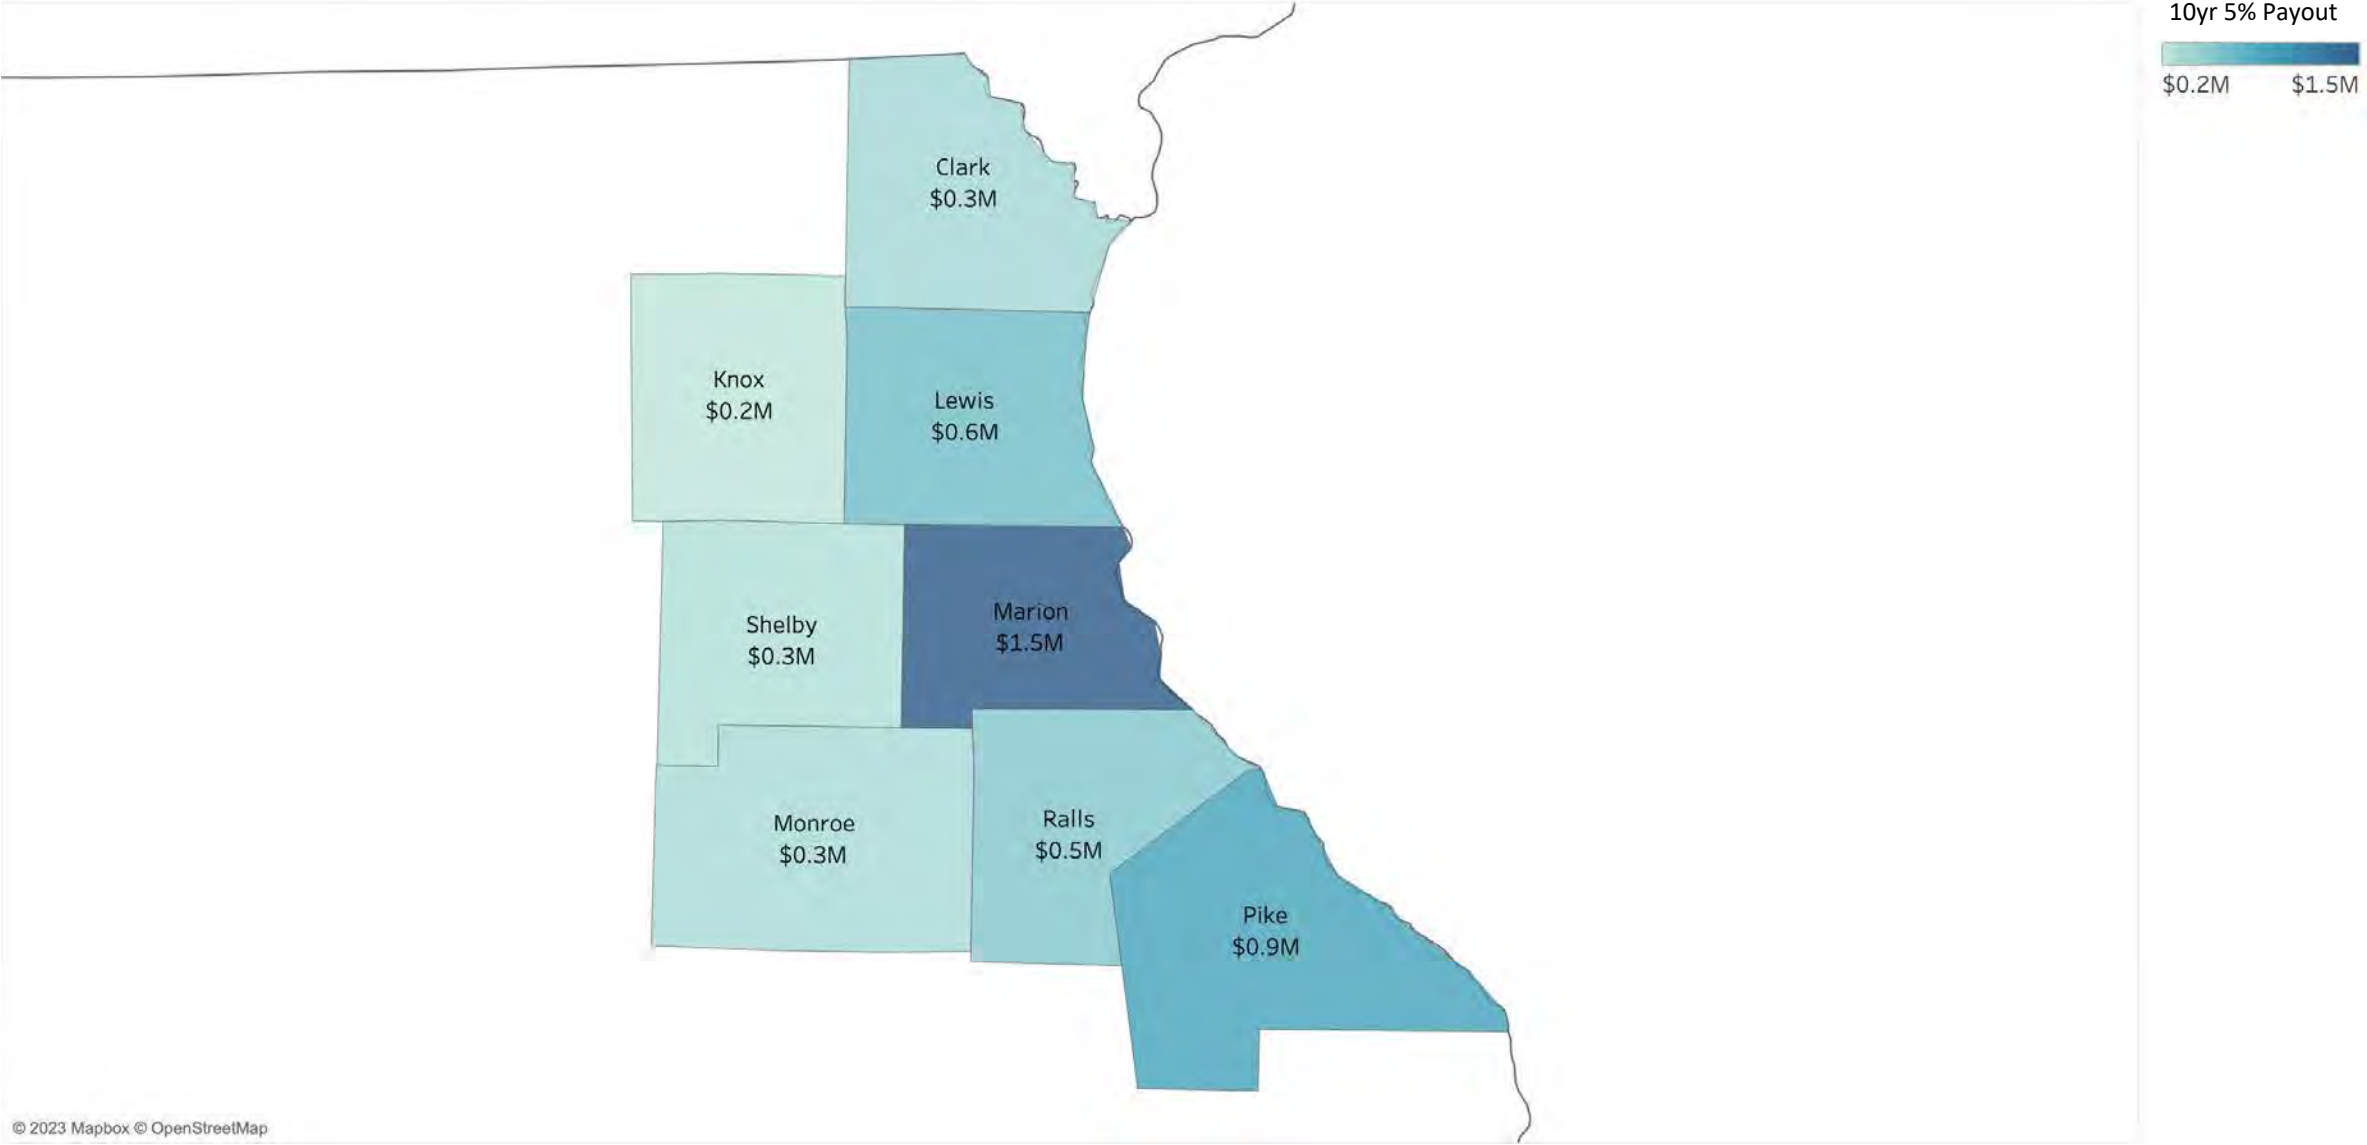 10yr 5% Payout
$0.2M $1.5M
Clark
$0.3M
Knox
$0.2M
Lewis
$0.6M
Shelby
$0.3M
Marion
$1.5M
Monroe
$0.3M
Ralls
$0.5M
Pike
$0.9M
© 2023 Mapbox © OpenStreetMap